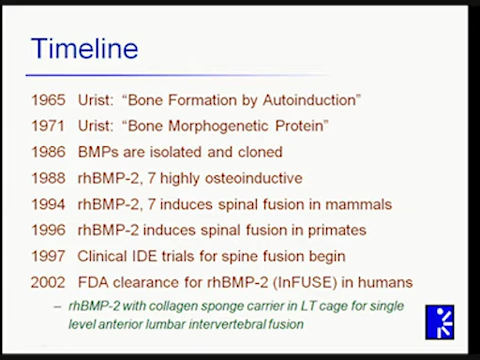 Timeline
1965 Urist: “Bone Formation by Autoinduction”
1971 Urist: “Bone Morphogenetic Protein”
1986 BMPs are isolated and cloned
1988 rhBMP-2, 7 highly osteoinductive
1994 rhBMP-2, 7 induces spinal fusion in mammals
1996 rhBMP-2 induces spinal fusion in primates
1997 Clinical IDE trials for spine fusion begin
2002 FDA clearance for rhBMP-2 (InFUSE) in humans
– rhBMP-2 with collagen sponge carrier in LT cage for single
level anterior lumbar intervertebral fusion